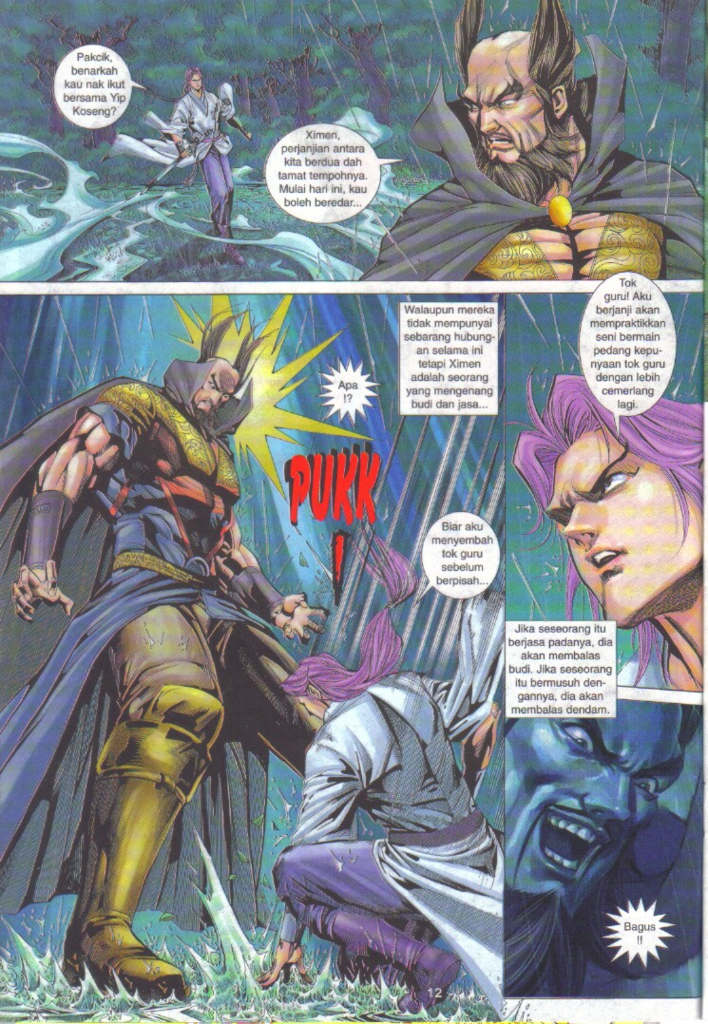 Pakcik,
benarkah
kau nak ikut
bersama Yip
Koseng?
Ximen,
perjanjian antara
kita berdua dah
tamat tempohnya.
Mulai hari ini, kau
boleh beredar...
Apa
!?
PUKK
!
Walaupun mereka
tidak mempunyai
sebarang hubung-
an selama ini
tetapi Ximen
adalah seorang
yang mengenang
budi dan jasa...
Biar aku
menyembah
tok guru
sebelum
berpisah...
Tok
guru! Aku
berjanji akan
mempraktikkan
seni bermain
pedang kepu-
nyaan tok guru
dengan lebih
cemerlang
lagi.
Jika seseorang itu
berjasa padanya, dia
akan membalas
budi. Jika seseorang
itu bermusuh den-
gannya, dia akan
membalas dendam.
Bagus
!!
12